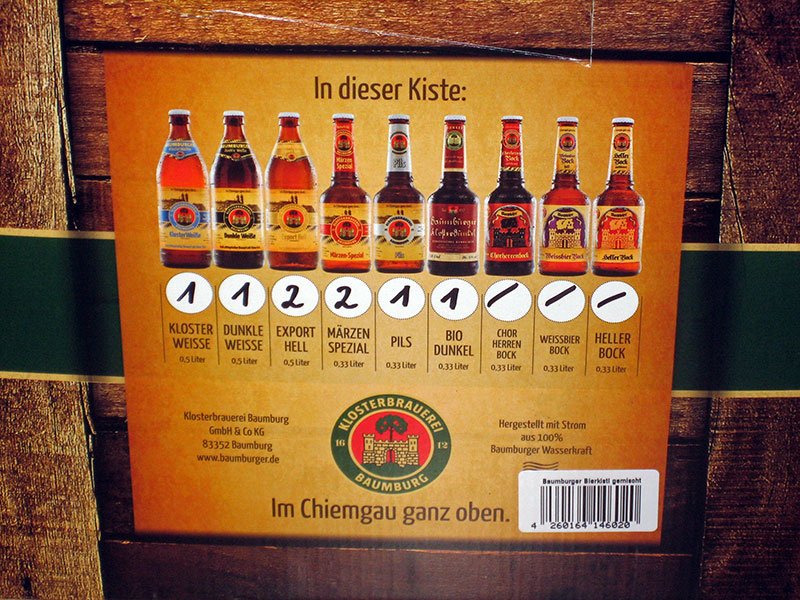 In dieser Kiste:
1 1 2 2 1 1 / / /
KLOSTER WEISSE
0,5 Liter
DUNKLE WEISSE
0,5 Liter
EXPORT HELL
0,5 Liter
MÄRZEN SPEZIAL
0,33 Liter
PILS
0,33 Liter
BIO DUNKEL
0,33 Liter
CHOR HERREN BOCK
0,33 Liter
WEISSBIER BOCK
0,33 Liter
HELLER BOCK
0,33 Liter
Klosterbrauerei Baumburg
GmbH & Co KG
83352 Baumburg
www.baumburger.de
KLOSTERBRAUEREI
16 12
BAUMBURG
Hergestellt mit Strom
aus 100%
Baumburger Wasserkraft
Im Chiemgau ganz oben.
Baumburger Bierkistl gemischt
4 260164 146020